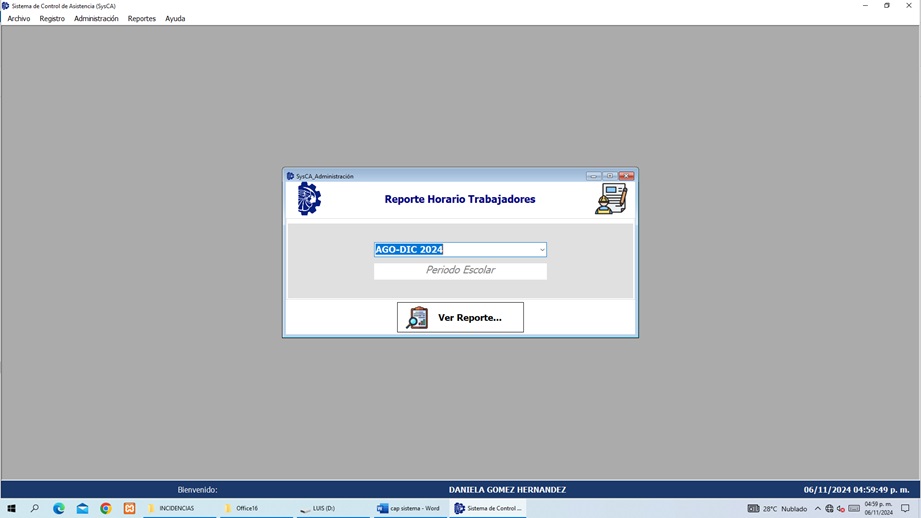 Sistema de Control de Asistencia (SysCA)
Archivo Registro Administración Reportes Ayuda
SysCA_Administración
Reporte Horario Trabajadores
AGO-DIC 2024
Periodo Escolar
Ver Reporte...
Bienvenido: DANIELA GOMEZ HERNANDEZ 06/11/2024 04:59:49 p. m.
INCIDENCIAS Office16 LUIS (D:) cap sistema - Word Sistema de Control ... 28°C Nublado 04:59 p. m.
06/11/2024